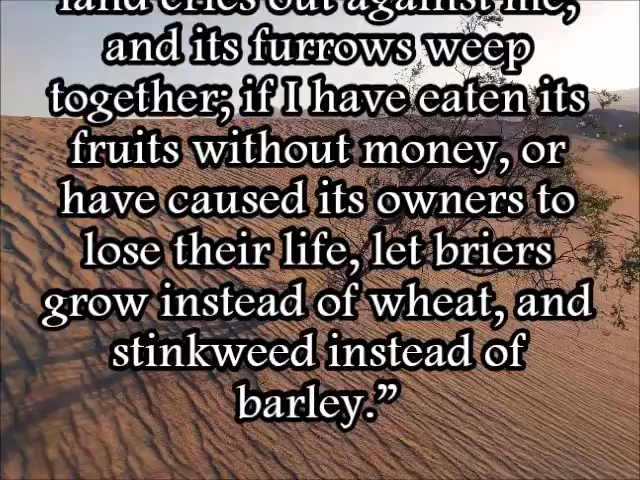 land cries out against me,
and its furrows weep
together; if I have eaten its
fruits without money, or
have caused its owners to
lose their life, let briers
grow instead of wheat, and
stinkweed instead of
barley.”